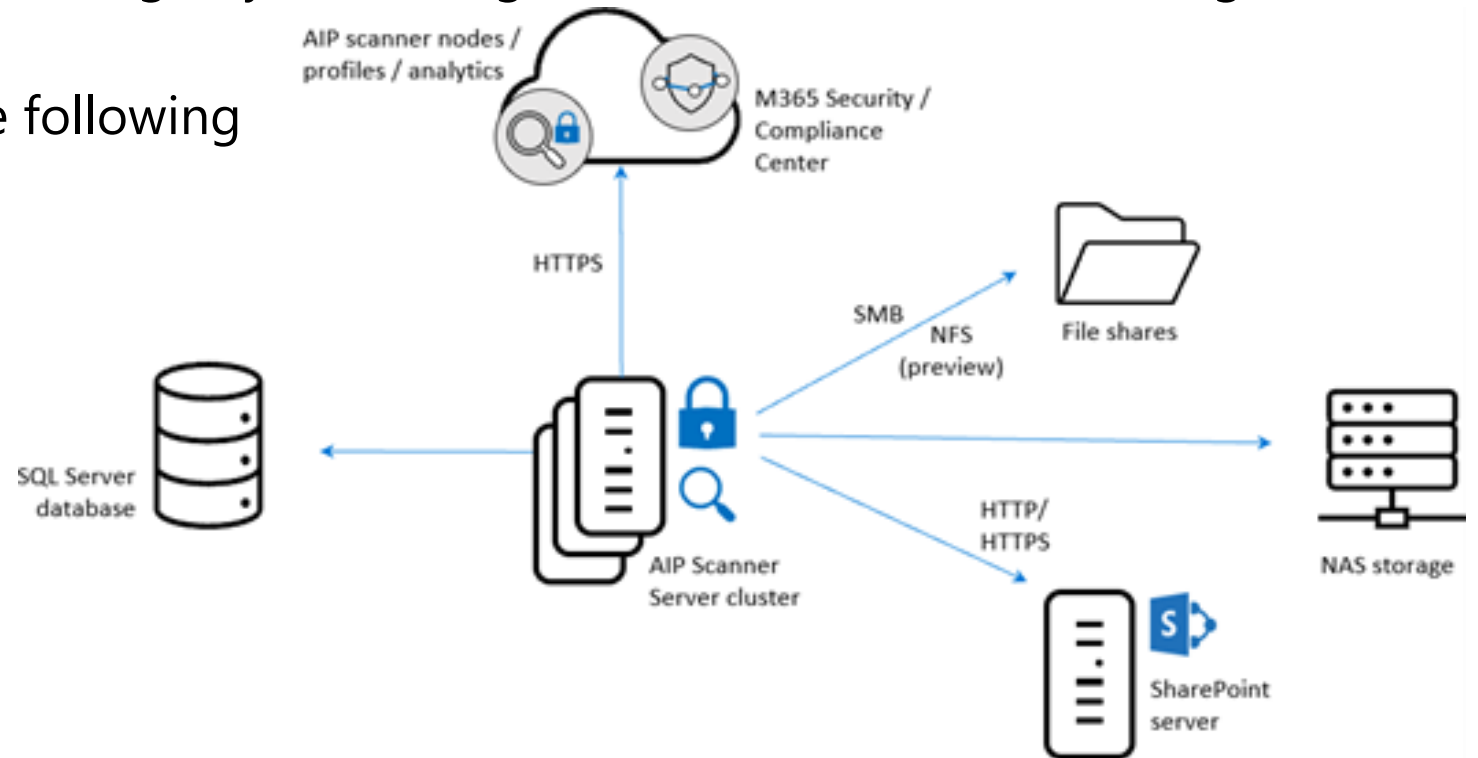 e following
AIP scanner nodes /
profiles / analytics
M365 Security /
Compliance
Center
HTTPS
SMB
NFS
(preview)
File shares
SQL Server
database
AIP Scanner
Server cluster
HTTP/
HTTPS
NAS storage
S
SharePoint
server